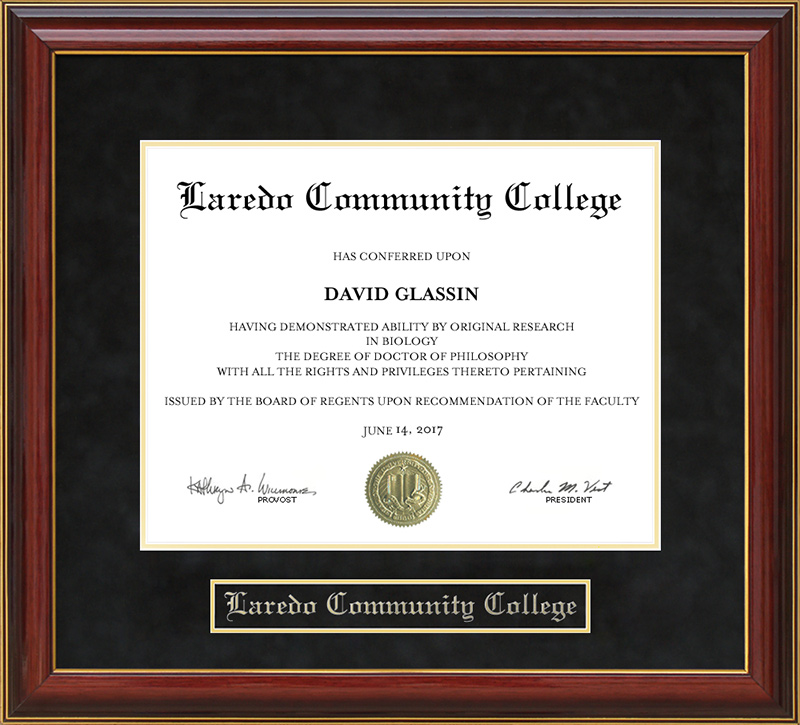 Laredo Community College
HAS CONFERRED UPON
DAVID GLASSIN
HAVING DEMONSTRATED ABILITY BY ORIGINAL RESEARCH
IN BIOLOGY
THE DEGREE OF DOCTOR OF PHILOSOPHY
WITH ALL THE RIGHTS AND PRIVILEGES THERETO PERTAINING
ISSUED BY THE BOARD OF REGENTS UPON RECOMMENDATION OF THE FACULTY
JUNE 14, 2017
PROVOST
Charles M. Vest
PRESIDENT
Laredo Community College